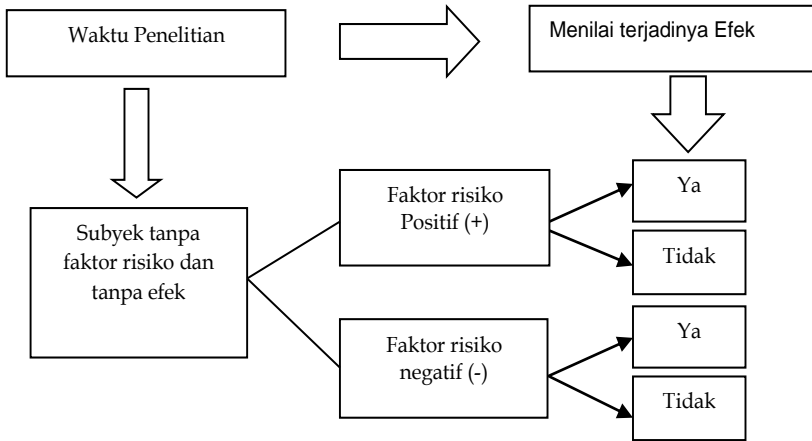 Waktu Penelitian
Menilai terjadinya Efek
Subyek tanpa
faktor risiko dan
tanpa efek
Faktor risiko
Positif (+)
Ya
Tidak
Faktor risiko
negatif (-)
Ya
Tidak